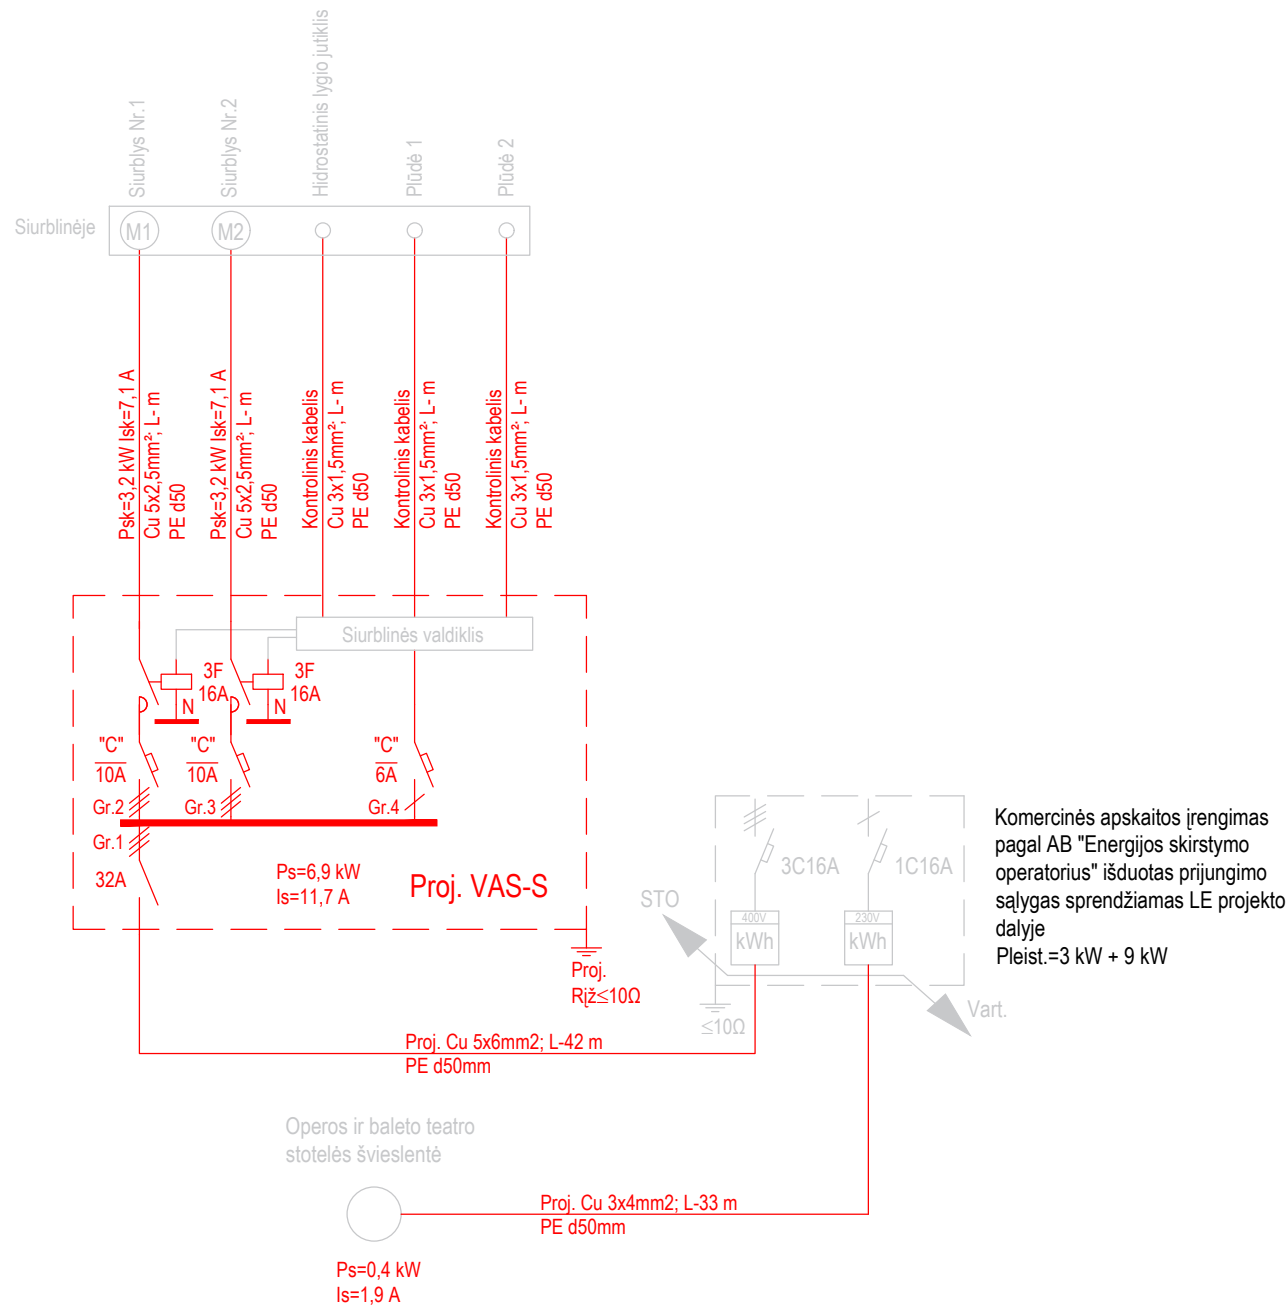 Siurblys Nr.1
Siurblys Nr.2
Hidrostatinis lygio jutiklis
Plūdė 1
Plūdė 2
Siurblinėje
M1
M2
Psk=3,2 kW Isk=7,1 A
Cu 5x2,5mm²; L- m
PE d50
Psk=3,2 kW Isk=7,1 A
Cu 5x2,5mm²; L- m
PE d50
Kontrolinis kabelis
Cu 3x1,5mm²; L- m
PE d50
Kontrolinis kabelis
Cu 3x1,5mm²; L- m
PE d50
Kontrolinis kabelis
Cu 3x1,5mm²; L- m
PE d50
Siurblinės valdiklis
3F
16A
N
3F
16A
N
"C"
10A
"C"
10A
"C"
6A
Gr.2
Gr.3
Gr.4
Gr.1
32A
Ps=6,9 kW
Is=11,7 A
Proj. VAS-S
Proj.
Rįž≤10Ω
3C16A
1C16A
STO
400V
kWh
230V
kWh
≤10Ω
Vart.
Komercinės apskaitos įrengimas
pagal AB "Energijos skirstymo
operatorius" išduotas prijungimo
sąlygas sprendžiamas LE projekto
dalyje
Pleist.=3 kW + 9 kW
Proj. Cu 5x6mm2; L-42 m
PE d50mm
Operos ir baleto teatro
stotelės švieslentė
Proj. Cu 3x4mm2; L-33 m
PE d50mm
Ps=0,4 kW
Is=1,9 A